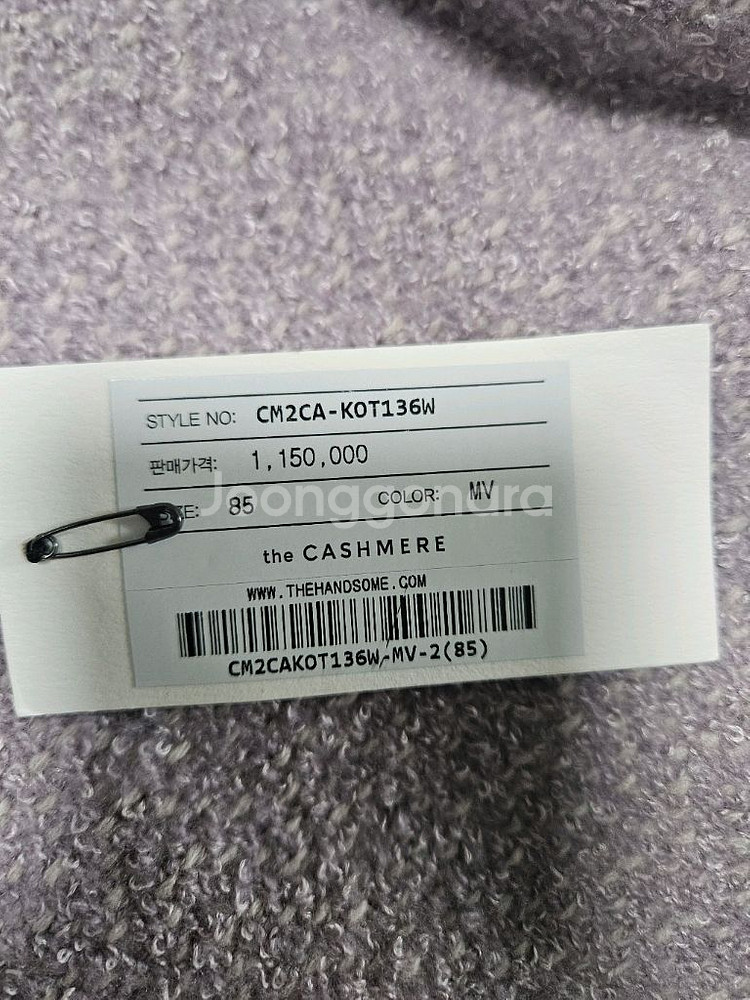 STYLE NO: CM2CA-KOT136W
판매가격: 1,150,000
ZE: 85 COLOR: MV
Joonggonara
the CASHMERE
WWW.THEHANDSOME.COM
CM2CAKOT136W-MV-2(85)